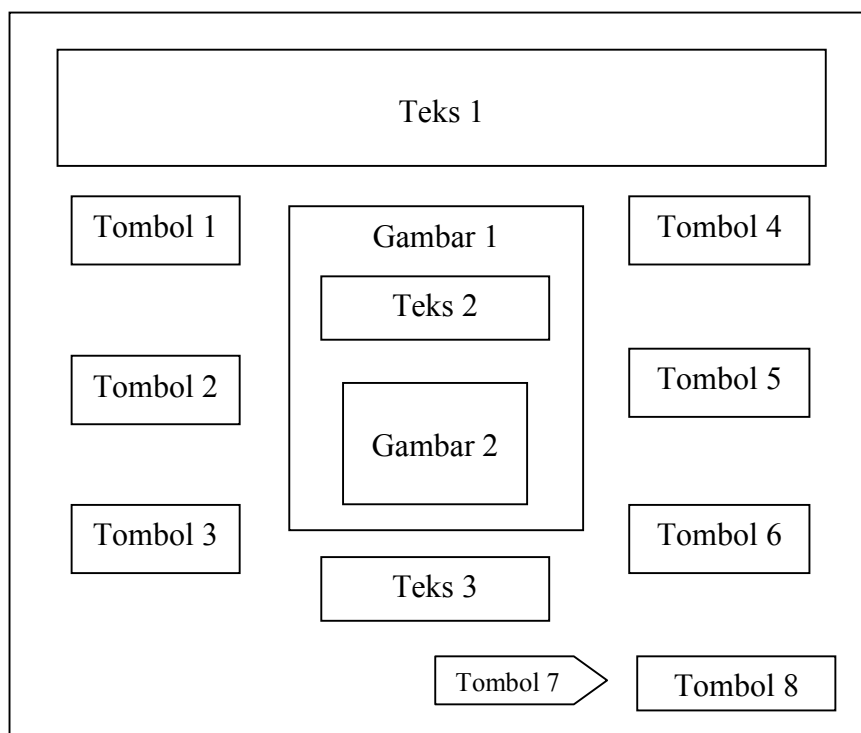 Teks 1
Tombol 1
Gambar 1
Tombol 4
Teks 2
Tombol 2
Tombol 5
Gambar 2
Tombol 3
Tombol 6
Teks 3
Tombol 7
Tombol 8